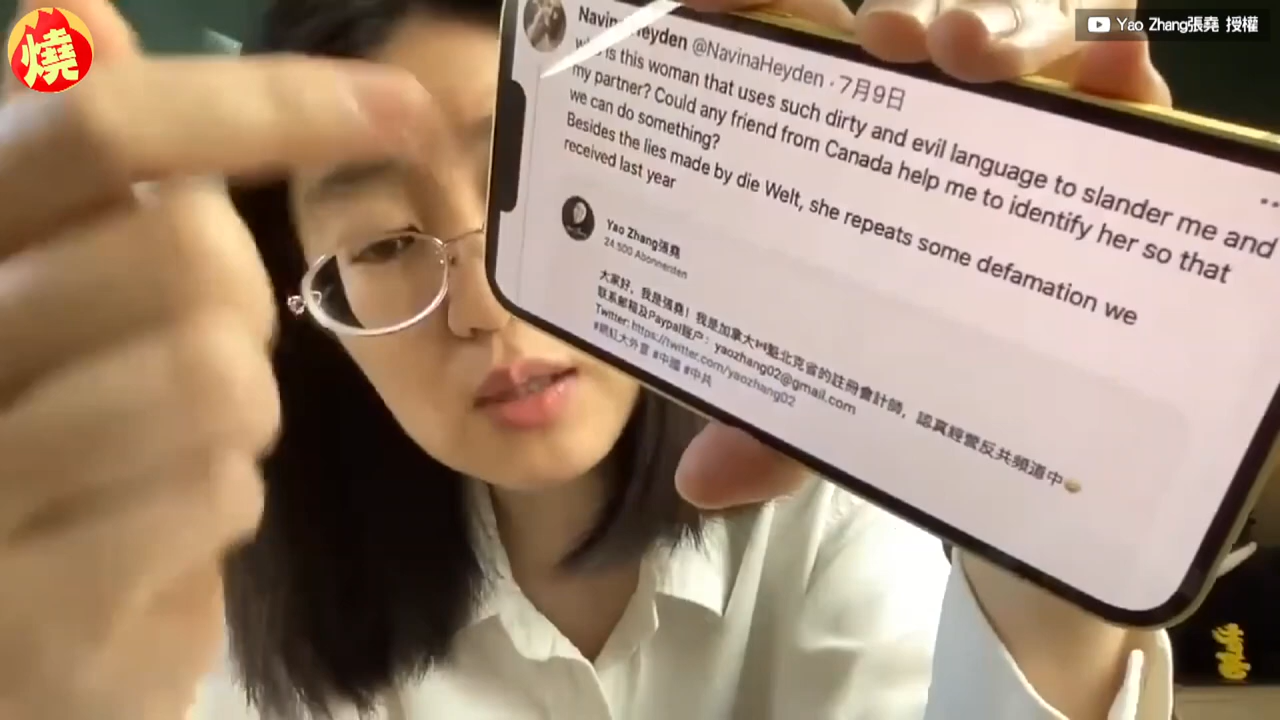 燒
Yao Zhang張堯 授權
Heyden @NavinaHeyden · 7月9日
is this woman that uses such dirty and evil language to slander me and
my partner? Could any friend from Canada help me to identify her so that
we can do something?
Besides the lies made by die Welt, she repeats some defamation we
received last year
Yao Zhang張堯
24 500 Abonnenten
大家好，我是張堯！我是加拿大魁北克省的註冊會計師，認真經營反共頻道中
联系邮箱及Paypal賬户：yaozhang02@gmail.com
Twitter: https://twitter.com/yaozhang02
#網紅大外宣 #中國 #中共